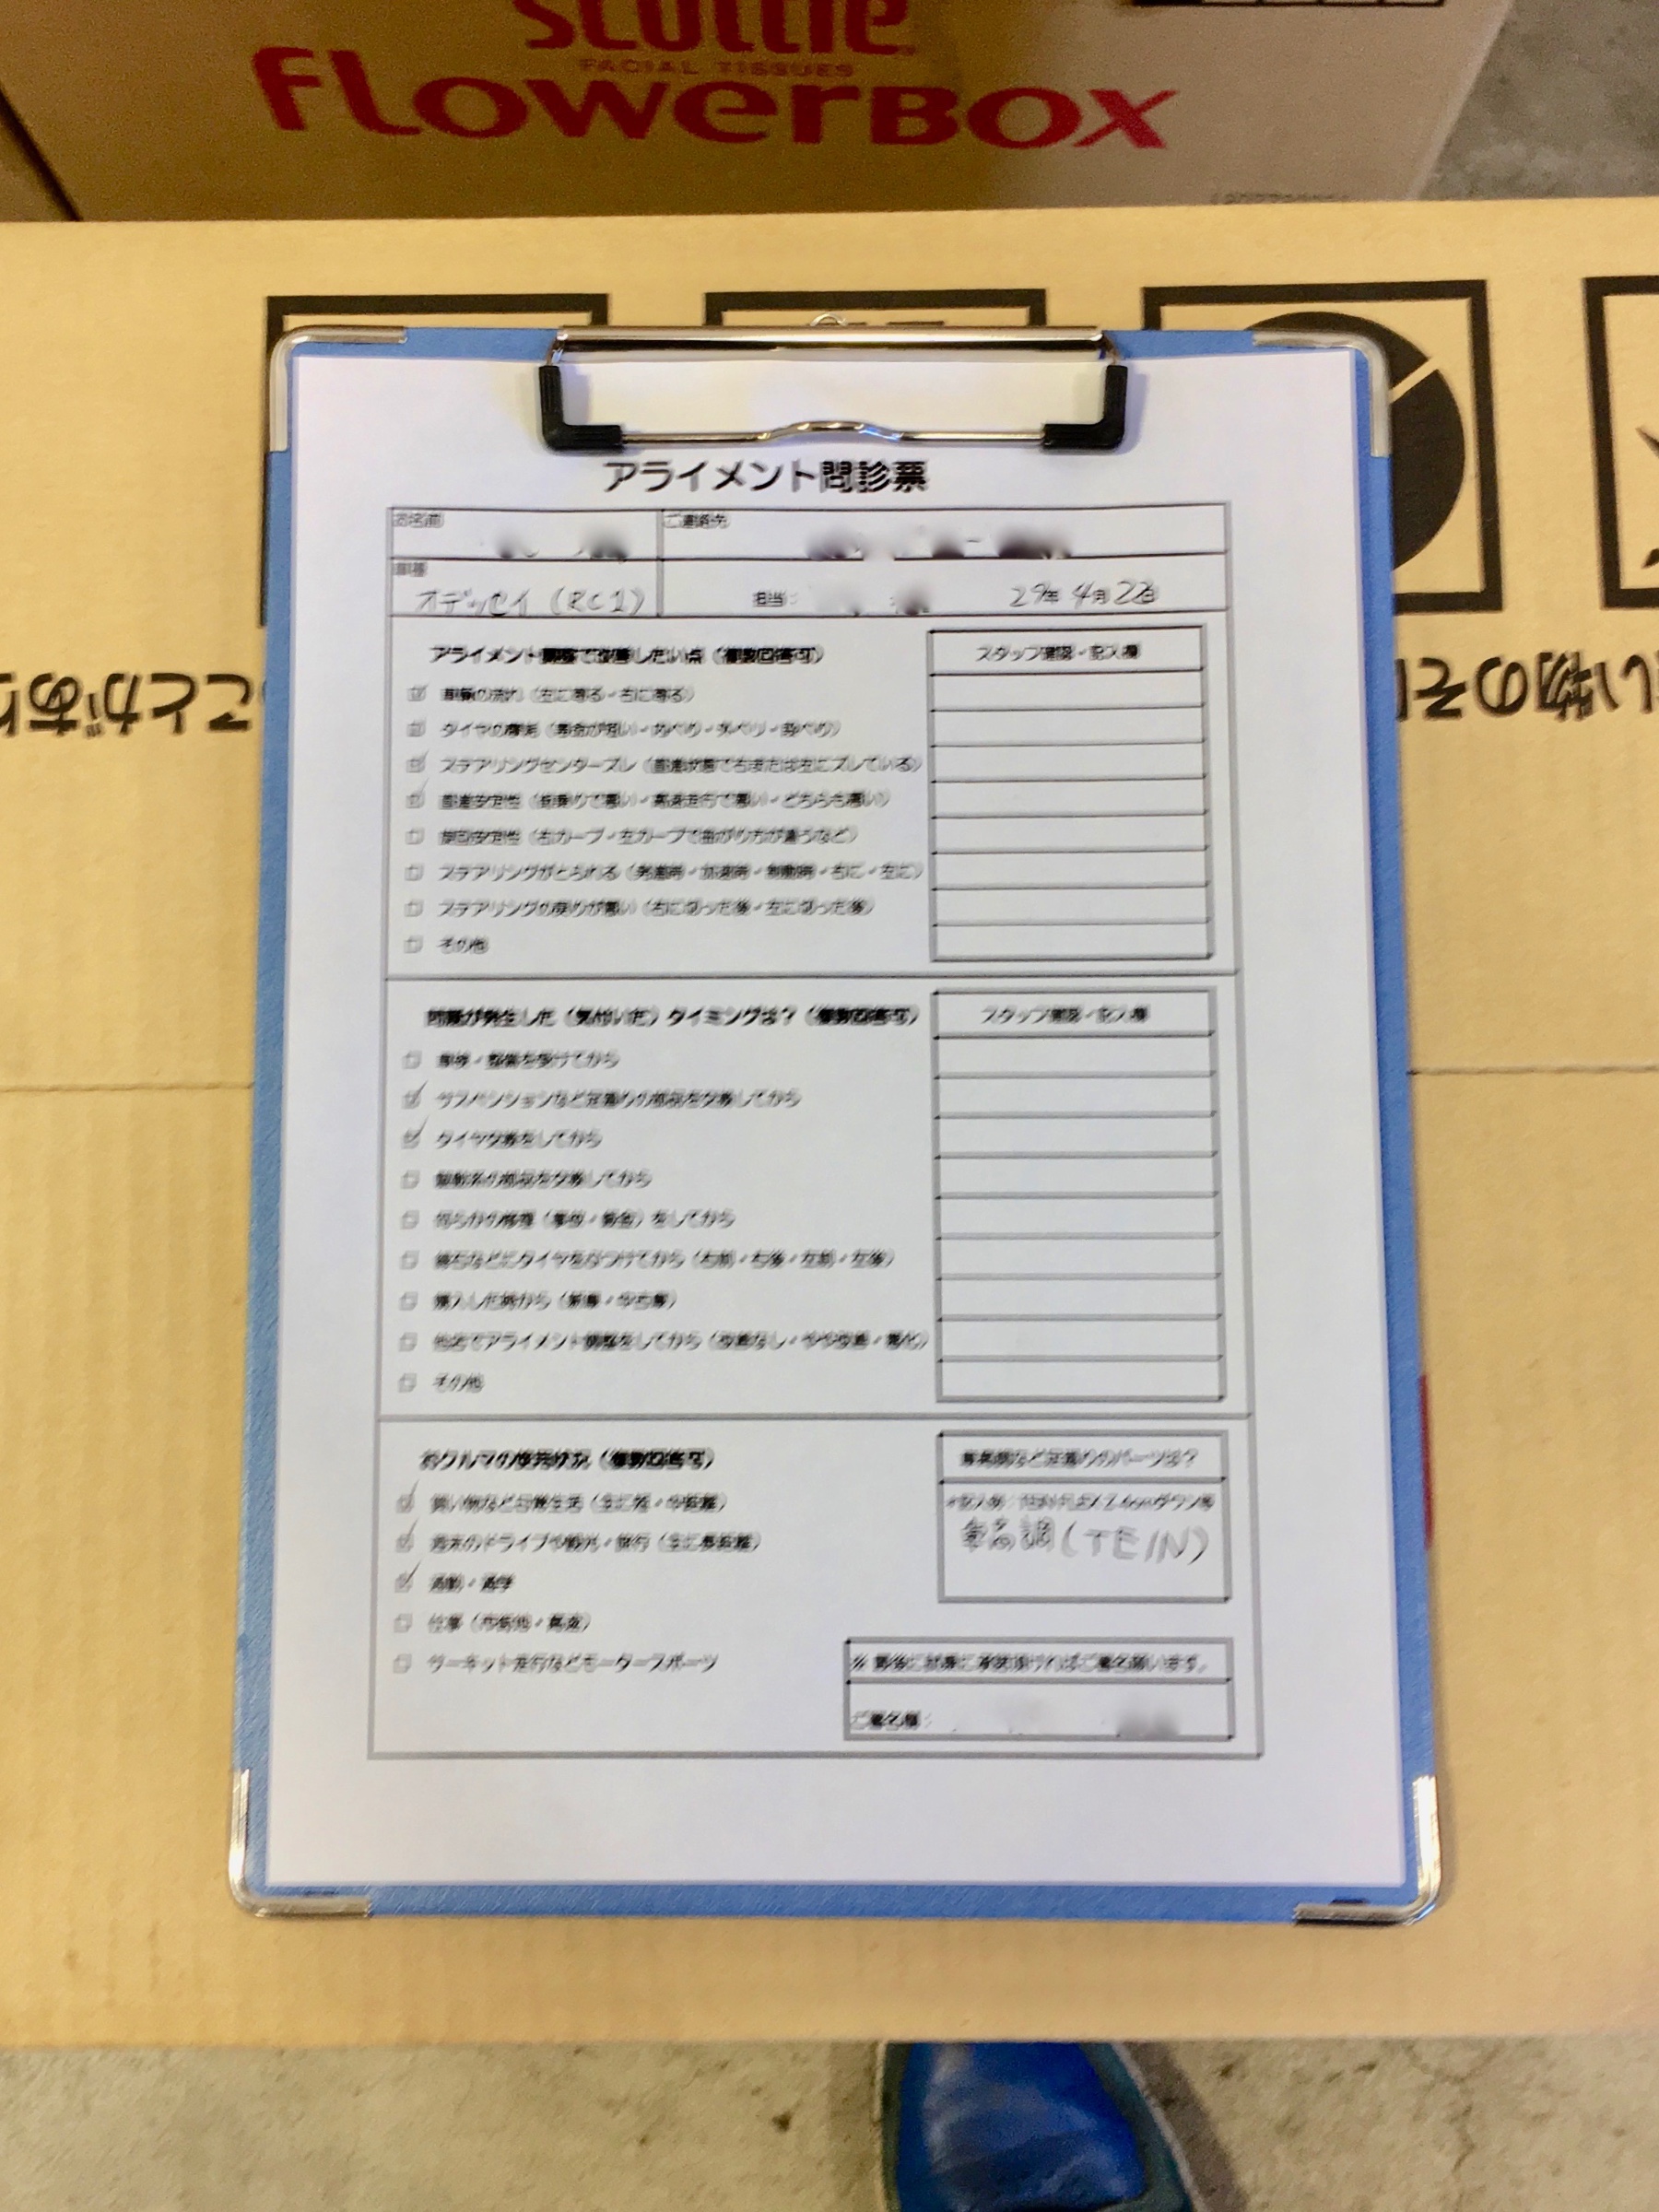 Scottie
FACIAL TISSUES
FLOWERBOX
アライメント問診票
お名前
ご連絡先
車種
オデッセイ (RC1)
担当:
29年 4月 22日
アライメント調整で改善したい点 (複数回答可)
スタッフ確認・記入欄
車輌の流れ (左に寄る・右に寄る)
タイヤの摩耗 (寿命が短い・内べり・外べり・段べり)
ステアリングセンターズレ (直進状態で右または左にズレている)
直進安定性 (街乗りで悪い・高速走行で悪い・どちらも悪い)
旋回安定性 (右カーブ・左カーブで曲がり方が違うなど)
ステアリングがとられる (発進時・加速時・制動時・右に・左に)
ステアリングの戻りが悪い (右に切った後・左に切った後)
その他
問題が発生した (気付いた) タイミングは? (複数回答可)
スタッフ確認・記入欄
車検・整備を受けてから
サスペンションなど足廻りの部品を交換してから
タイヤ交換をしてから
駆動系の部品を交換してから
何らかの修理 (事故・鈑金) をしてから
縁石などにタイヤをぶつけてから (右前・右後・左前・左後)
購入した時から (新車・中古車)
他店でアライメント調整をしてから (改善なし・やや改善・悪化)
その他
おクルマの使用状況 (複数回答可)
車高調など足廻りのパーツは?
買い物など日常生活 (主に短・中距離)
週末のドライブや観光・旅行 (主に長距離)
車高調(TEIN)
通勤・通学
仕事 (市街地・高速)
サーキット走行などモータースポーツ
ご署名欄: